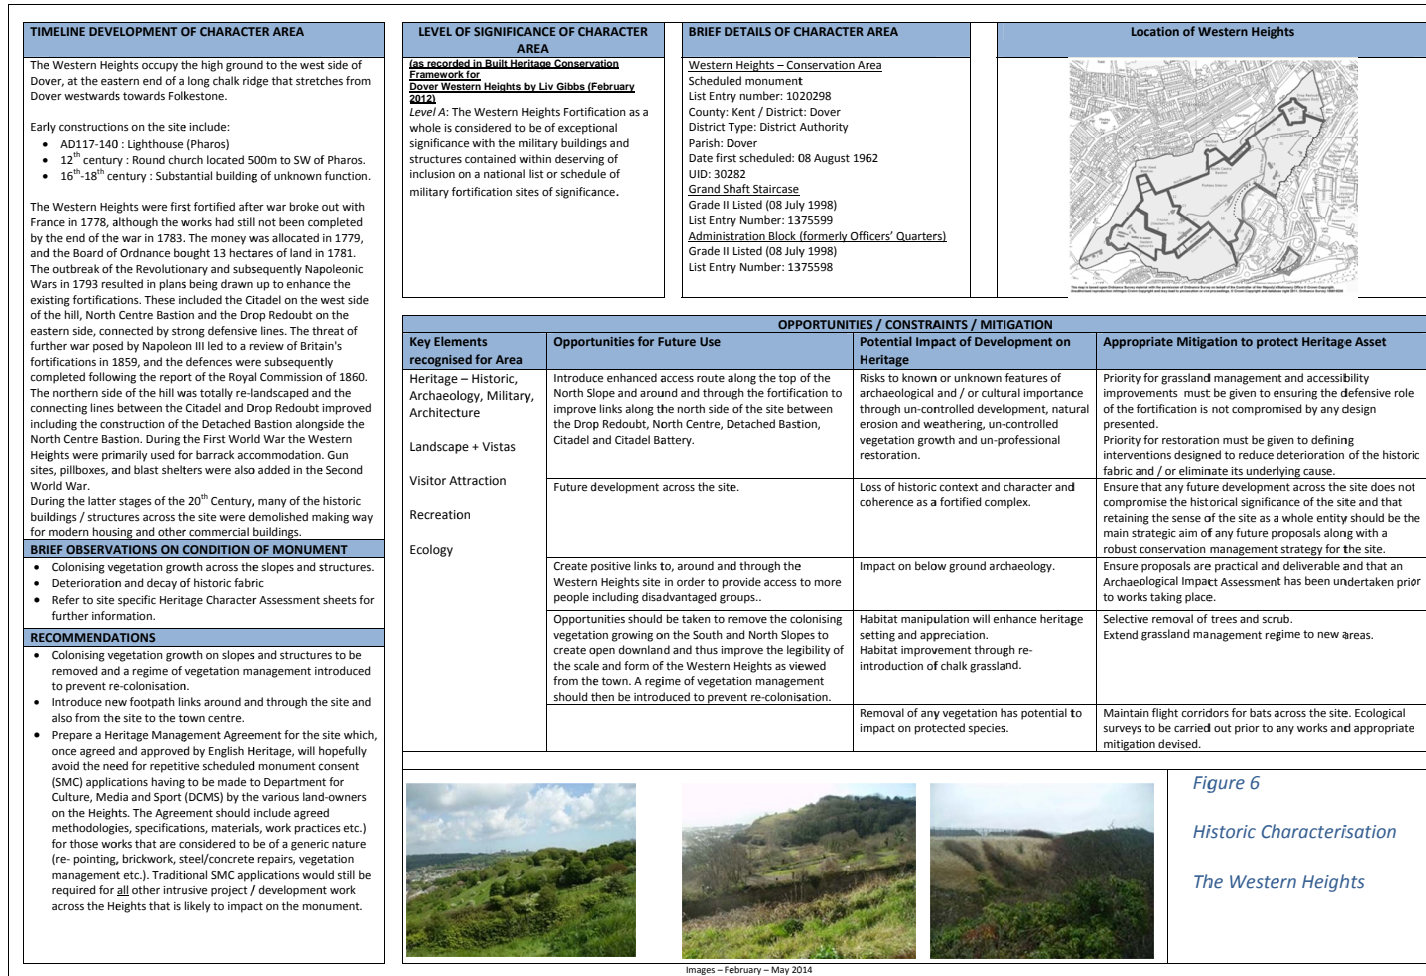 TIMELINE DEVELOPMENT OF CHARACTER AREA
The Western Heights occupy the high ground to the west side of
Dover, at the eastern end of a long chalk ridge that stretches from
Dover westwards towards Folkestone.
Early constructions on the site include:
• AD117-140 : Lighthouse (Pharos)
• 12th century : Round church located 500m to SW of Pharos.
• 16th-18th century : Substantial building of unknown function.
The Western Heights were first fortified after war broke out with
France in 1778, although the works had still not been completed
by the end of the war in 1783. The money was allocated in 1779,
and the Board of Ordnance bought 13 hectares of land in 1781.
The outbreak of the Revolutionary and subsequently Napoleonic
Wars in 1793 resulted in plans being drawn up to enhance the
existing fortifications. These included the Citadel on the west side
of the hill, North Centre Bastion and the Drop Redoubt on the
eastern side, connected by strong defensive lines. The threat of
further war posed by Napoleon III led to a review of Britain's
fortifications in 1859, and the defences were subsequently
completed following the report of the Royal Commission of 1860.
The northern side of the hill was totally re-landscaped and the
connecting lines between the Citadel and Drop Redoubt improved
including the construction of the Detached Bastion alongside the
North Centre Bastion. During the First World War the Western
Heights were primarily used for barrack accommodation. Gun
sites, pillboxes, and blast shelters were also added in the Second
World War.
During the latter stages of the 20th Century, many of the historic
buildings / structures across the site were demolished making way
for modern housing and other commercial buildings.
BRIEF OBSERVATIONS ON CONDITION OF MONUMENT
• Colonising vegetation growth across the slopes and structures.
• Deterioration and decay of historic fabric
• Refer to site specific Heritage Character Assessment sheets for
further information.
RECOMMENDATIONS
• Colonising vegetation growth on slopes and structures to be
removed and a regime of vegetation management introduced
to prevent re-colonisation.
• Introduce new footpath links around and through the site and
also from the site to the town centre.
• Prepare a Heritage Management Agreement for the site which,
once agreed and approved by English Heritage, will hopefully
avoid the need for repetitive scheduled monument consent
(SMC) applications having to be made to Department for
Culture, Media and Sport (DCMS) by the various land-owners
on the Heights. The Agreement should include agreed
methodologies, specifications, materials, work practices etc.)
for those works that are considered to be of a generic nature
(re- pointing, brickwork, steel/concrete repairs, vegetation
management etc.). Traditional SMC applications would still be
required for all other intrusive project / development work
across the Heights that is likely to impact on the monument.
LEVEL OF SIGNIFICANCE OF CHARACTER
AREA
(as recorded in Built Heritage Conservation
Framework for
Dover Western Heights by Liv Gibbs (February
2012)
Level A: The Western Heights Fortification as a
whole is considered to be of exceptional
significance with the military buildings and
structures contained within deserving of
inclusion on a national list or schedule of
military fortification sites of significance.
BRIEF DETAILS OF CHARACTER AREA
Western Heights – Conservation Area
Scheduled monument
List Entry number: 1020298
County: Kent / District: Dover
District Type: District Authority
Parish: Dover
Date first scheduled: 08 August 1962
UID: 30282
Grand Shaft Staircase
Grade II Listed (08 July 1998)
List Entry Number: 1375599
Administration Block (formerly Officers' Quarters)
Grade II Listed (08 July 1998)
List Entry Number: 1375598
Location of Western Heights
OPPORTUNITIES / CONSTRAINTS / MITIGATION
Key Elements
recognised for Area
Opportunities for Future Use
Potential Impact of Development on
Heritage
Appropriate Mitigation to protect Heritage Asset
Heritage – Historic,
Archaeology, Military,
Architecture
Landscape + Vistas
Visitor Attraction
Recreation
Ecology
Introduce enhanced access route along the top of the
North Slope and around and through the fortification to
improve links along the north side of the site between
the Drop Redoubt, North Centre, Detached Bastion,
Citadel and Citadel Battery.
Risks to known or unknown features of
archaeological and / or cultural importance
through un-controlled development, natural
erosion and weathering, un-controlled
vegetation growth and un-professional
restoration.
Priority for grassland management and accessibility
improvements must be given to ensuring the defensive role
of the fortification is not compromised by any design
presented.
Priority for restoration must be given to defining
interventions designed to reduce deterioration of the historic
fabric and / or eliminate its underlying cause.
Future development across the site.
Loss of historic context and character and
coherence as a fortified complex.
Ensure that any future development across the site does not
compromise the historical significance of the site and that
retaining the sense of the site as a whole entity should be the
main strategic aim of any future proposals along with a
robust conservation management strategy for the site.
Create positive links to, around and through the
Western Heights site in order to provide access to more
people including disadvantaged groups..
Impact on below ground archaeology.
Ensure proposals are practical and deliverable and that an
Archaeological Impact Assessment has been undertaken prior
to works taking place.
Opportunities should be taken to remove the colonising
vegetation growing on the South and North Slopes to
create open downland and thus improve the legibility of
the scale and form of the Western Heights as viewed
from the town. A regime of vegetation management
should then be introduced to prevent re-colonisation.
Habitat manipulation will enhance heritage
setting and appreciation.
Habitat improvement through re-
introduction of chalk grassland.
Selective removal of trees and scrub.
Extend grassland management regime to new areas.
Removal of any vegetation has potential to
impact on protected species.
Maintain flight corridors for bats across the site. Ecological
surveys to be carried out prior to any works and appropriate
mitigation devised.
Figure 6
Historic Characterisation
The Western Heights
Images – February – May 2014